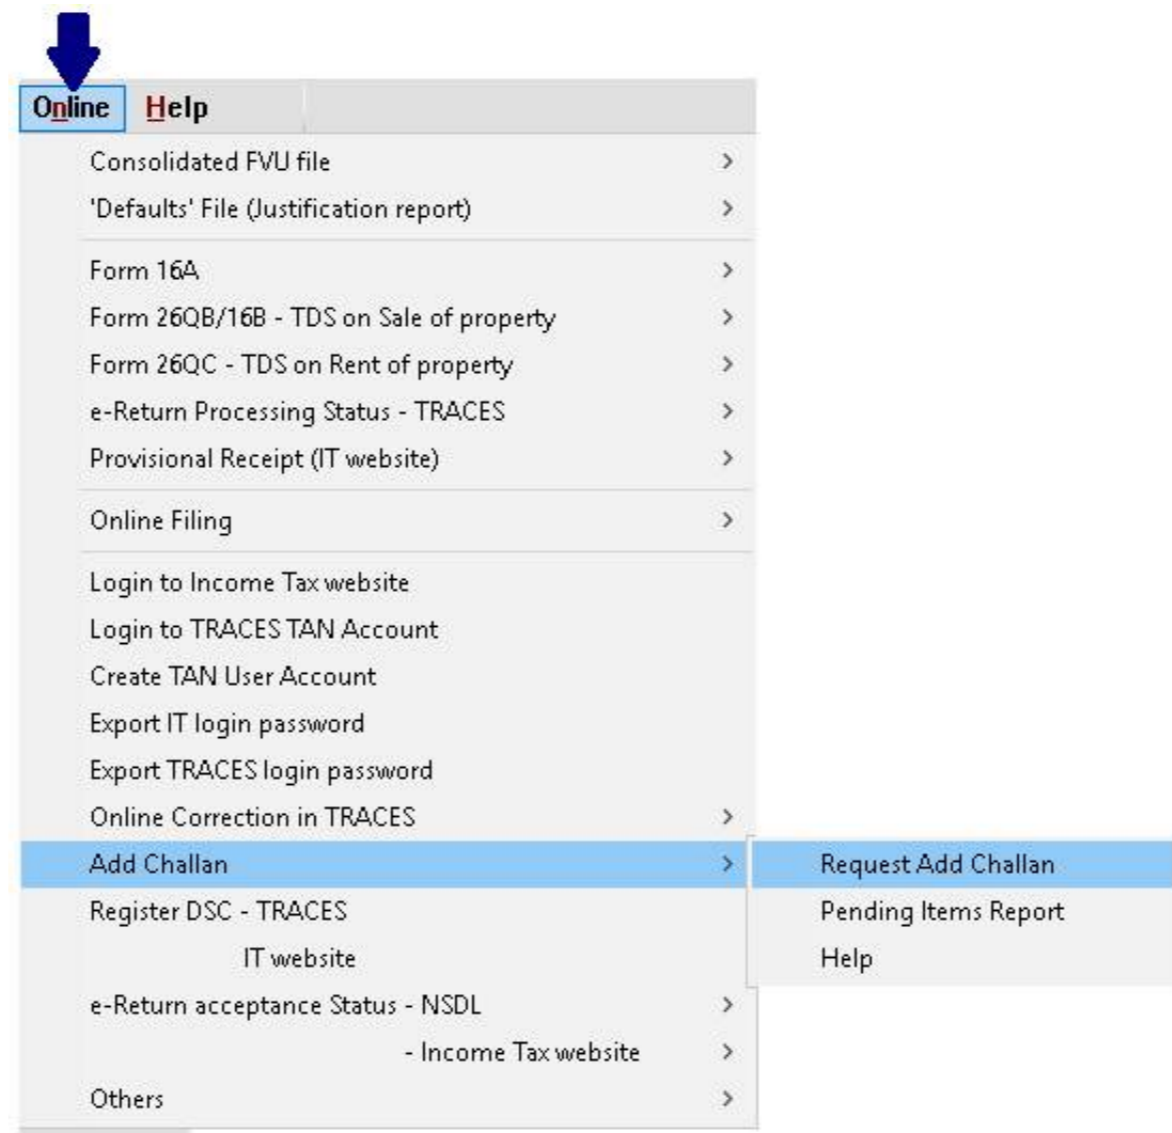 Online Help
Consolidated FVU file
'Defaults' File (Justification report)
Form 16A
Form 26QB/16B - TDS on Sale of property
Form 26QC - TDS on Rent of property
e-Return Processing Status - TRACES
Provisional Receipt (IT website)
Online Filing
Login to Income Tax website
Login to TRACES TAN Account
Create TAN User Account
Export IT login password
Export TRACES login password
Online Correction in TRACES
Add Challan
Request Add Challan
Register DSC - TRACES
Pending Items Report
IT website
Help
e-Return acceptance Status - NSDL
- Income Tax website
Others